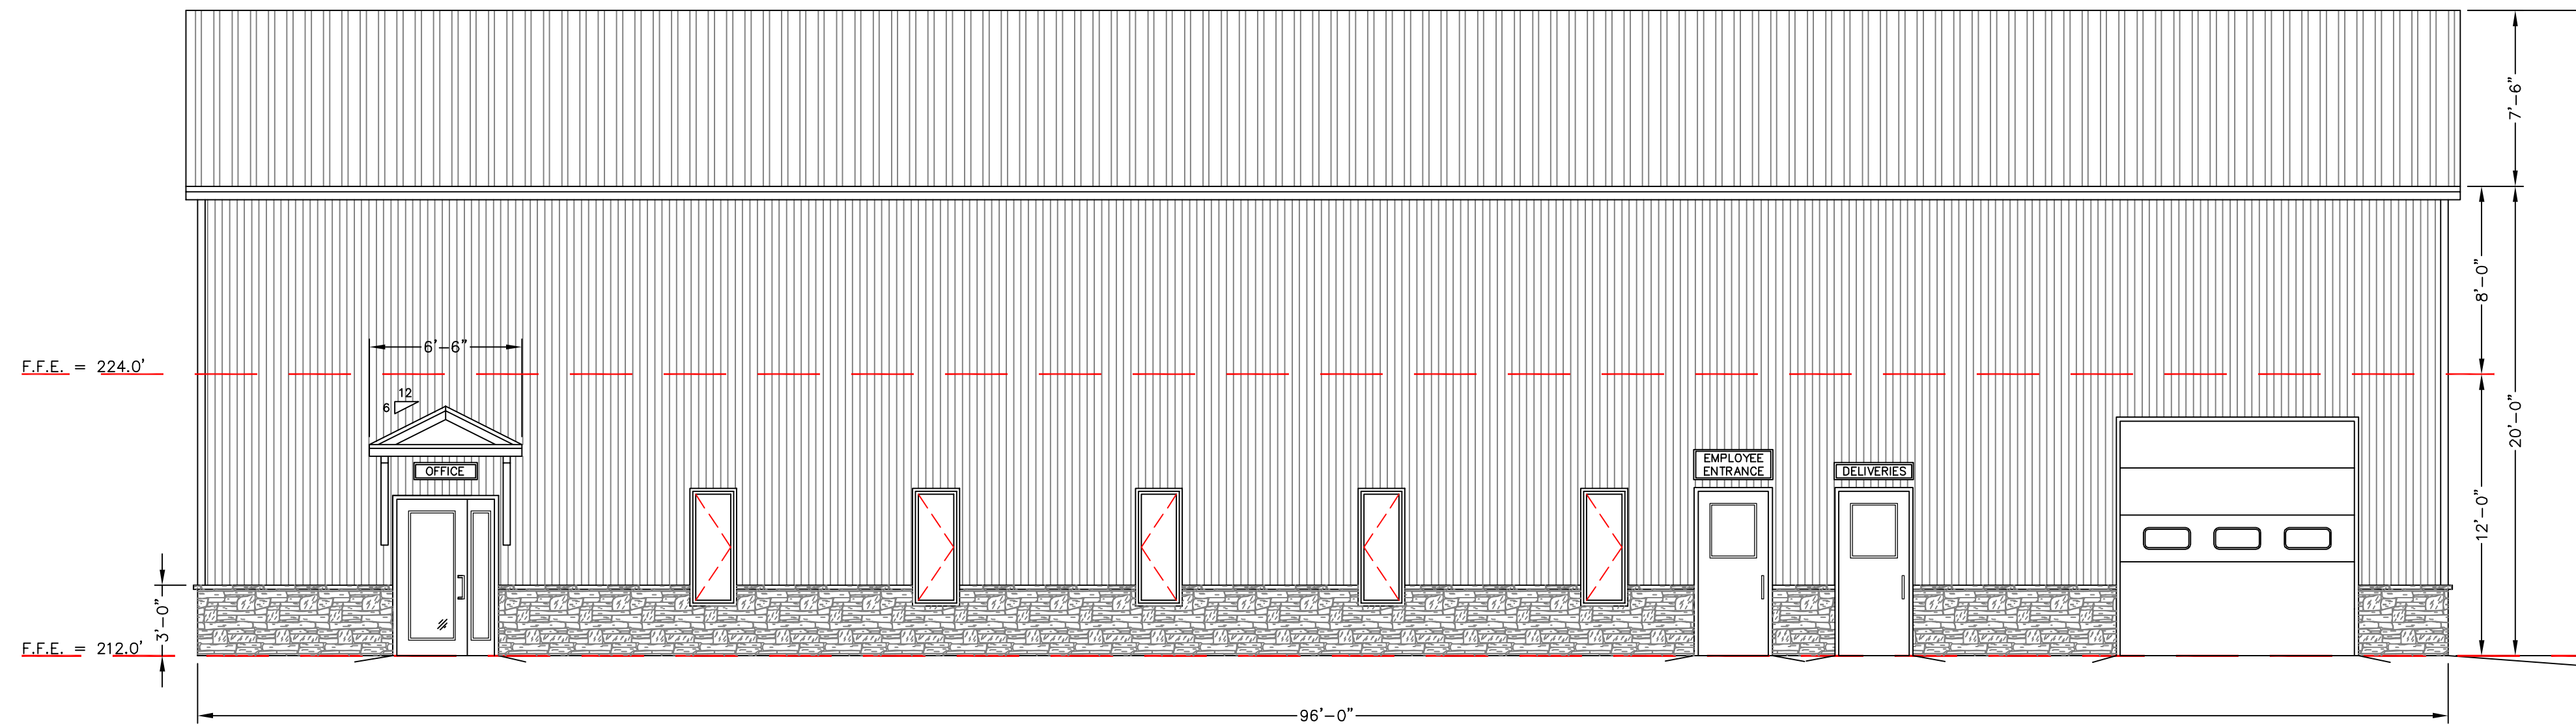 7'-6"
8'-0"
6'-6"
F.F.E. = 224.0'
12
6
20'-0"
EMPLOYEE
ENTRANCE
OFFICE
DELIVERIES
12'-0"
3'-0"
F.F.E. = 212.0'
96'-0"